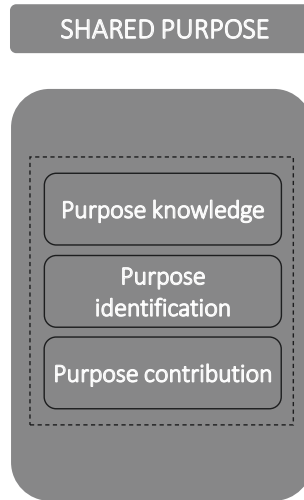 SHARED PURPOSE
Purpose knowledge
Purpose
identification
Purpose contribution